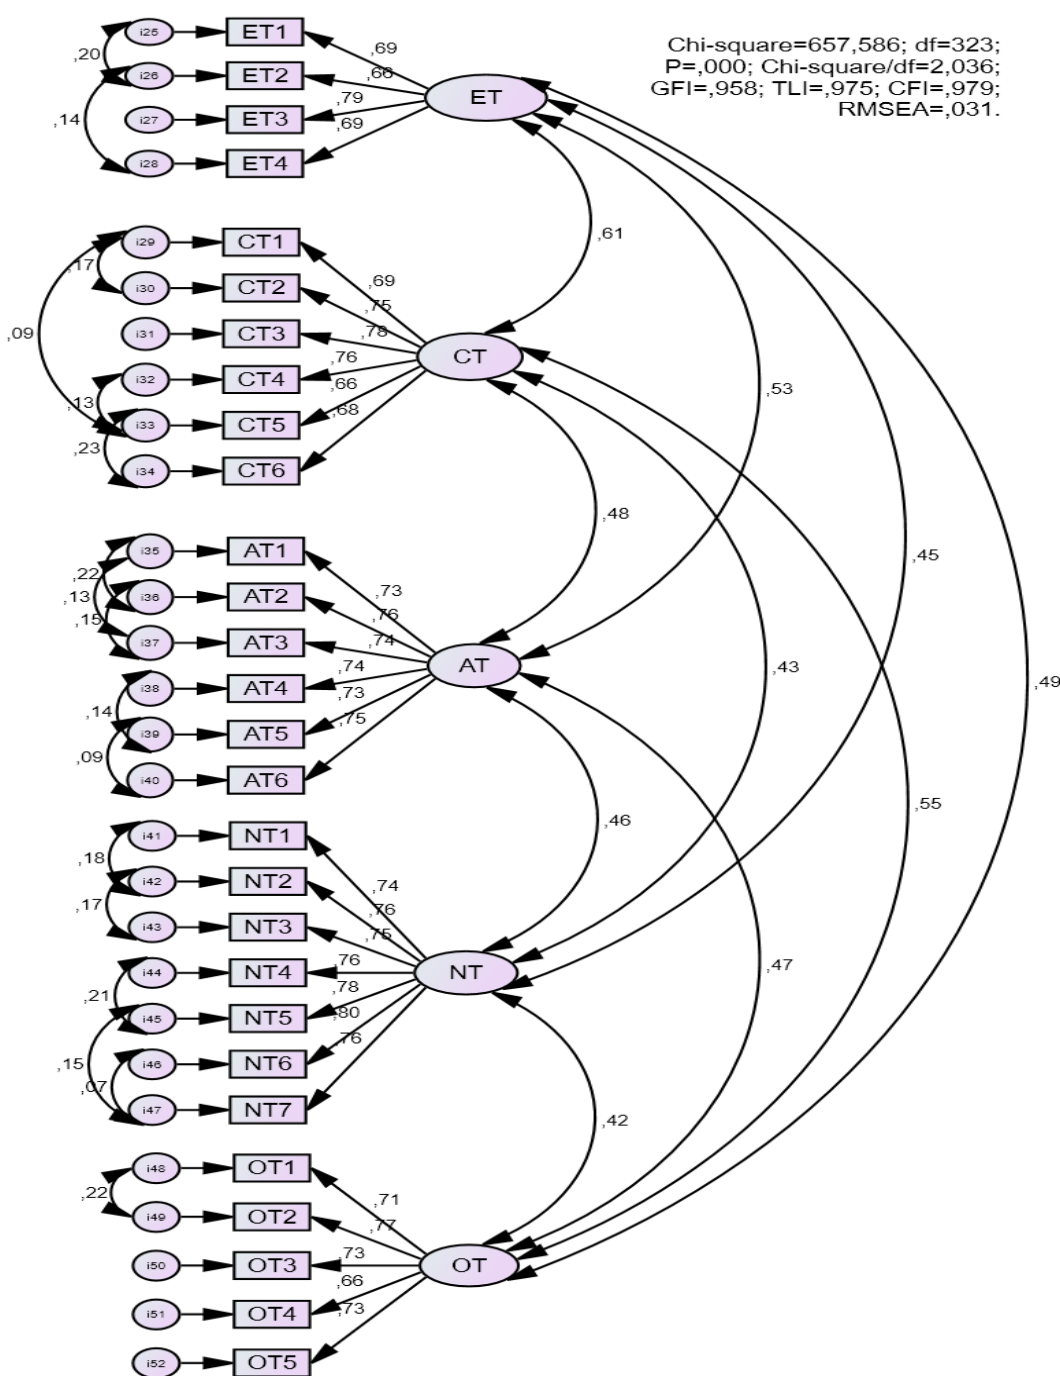 Chi-square=657,586; df=323;
P=,000; Chi-square/df=2,036;
GFI=,958; TLI=,975; CFI=,979;
RMSEA=,031.
i25 ET1
,20
,69
i26 ET2
,66
ET
,79
i27 ET3
,14
,69
i28 ET4
,61
i29 CT1
,17
,69
i30 CT2
,75
,09
i31 CT3
,78
,76
CT
i32 CT4
,66
,53
,13
,68
i33 CT5
,23
i34 CT6
,48
i35 AT1
,45
,22
,73
,13
i36 AT2
,76
,15
i37 AT3
,74
,74
AT
,43
,49
i38 AT4
,73
,14
,75
i39 AT5
,09
i40 AT6
,55
,46
i41 NT1
,18
,74
i42 NT2
,76
,17
i43 NT3
,75
,76
,47
i44 NT4
NT
,78
,21
,80
i45 NT5
,76
,15
i46 NT6
,07
i47 NT7
,42
i48 OT1
,22
,71
i49 OT2
,77
,73
i50 OT3
OT
,66
,73
i51 OT4
i52 OT5